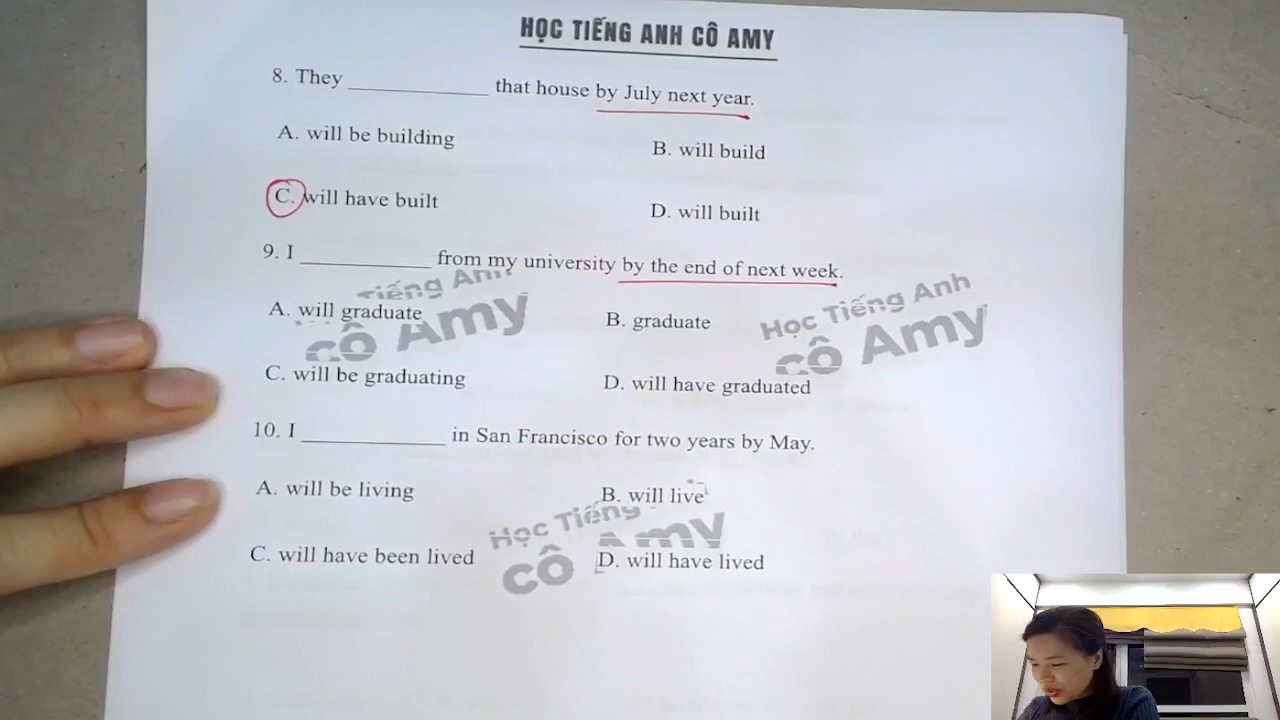 HỌC TIẾNG ANH CÔ AMY
8. They ______________ that house by July next year.
A. will be building
B. will build
C. will have built
D. will built
9. I _____________ from my university by the end of next week.
Tiếng Anh
cô Amy
Học Tiếng Anh
cô Amy
A. will graduate
B. graduate
C. will be graduating
D. will have graduated
10. I ______________ in San Francisco for two years by May.
A. will be living
B. will live
Học Tiếng
cô Amy
C. will have been lived
D. will have lived